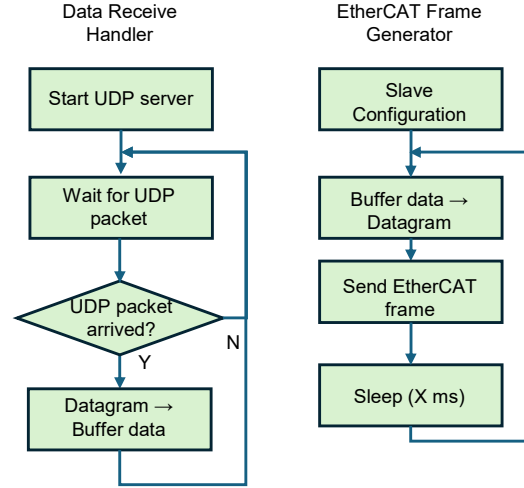 Data Receive
Handler
Start UDP server
Wait for UDP
packet
UDP packet
arrived?
N
Y
Datagram →
Buffer data
EtherCAT Frame
Generator
Slave
Configuration
Buffer data →
Datagram
Send EtherCAT
frame
Sleep (X ms)